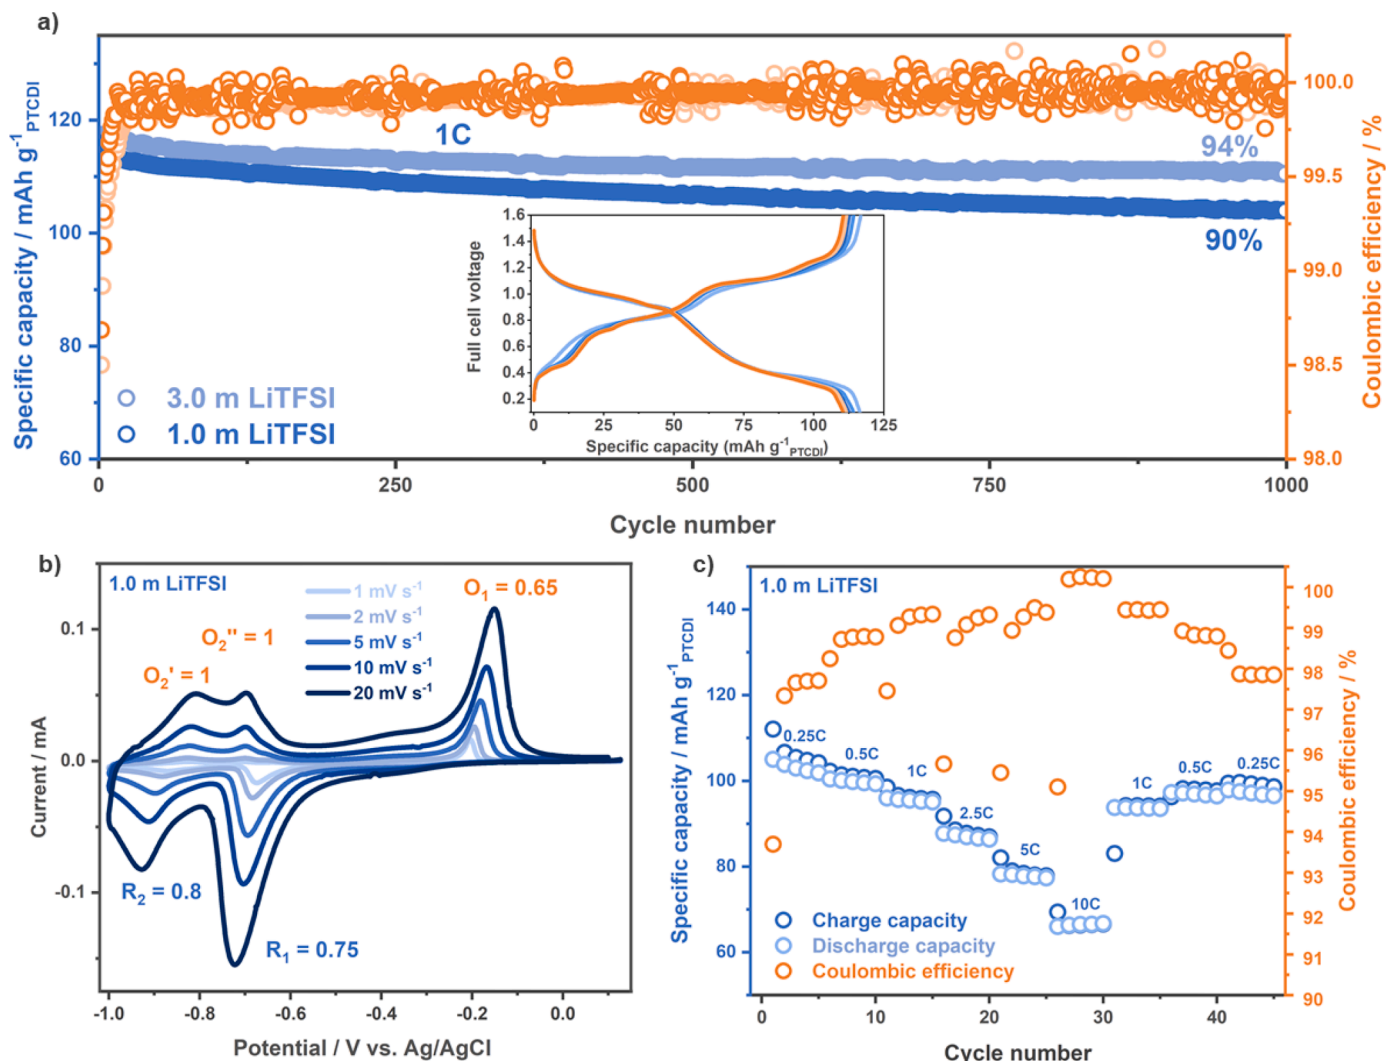 a)
Specific capacity / mAh g⁻¹PTCDI
120
100
80
60
1C
94%
90%
3.0 m LiTFSI
1.0 m LiTFSI
Full cell voltage
1.6
1.4
1.2
1.0
0.8
0.6
0.4
0.2
0 25 50 75 100 125
Specific capacity (mAh g⁻¹PTCDI)
100.0
99.5
99.0
98.5
98.0
Coulombic efficiency / %
0 250 500 750 1000
Cycle number
b)
1.0 m LiTFSI
1 mV s⁻¹
2 mV s⁻¹
5 mV s⁻¹
10 mV s⁻¹
20 mV s⁻¹
O₁ = 0.65
O₂'' = 1
O₂' = 1
R₂ = 0.8
R₁ = 0.75
Current / mA
0.1
0.0
-0.1
-1.0 -0.8 -0.6 -0.4 -0.2 0.0
Potential / V vs. Ag/AgCl
c)
1.0 m LiTFSI
Specific capacity / mAh g⁻¹PTCDI
140
120
100
80
60
0.25C
0.5C
1C
2.5C
5C
10C
1C
0.5C
0.25C
Charge capacity
Discharge capacity
Coulombic efficiency
100
99
98
97
96
95
94
93
92
91
90
Coulombic efficiency / %
0 10 20 30 40
Cycle number